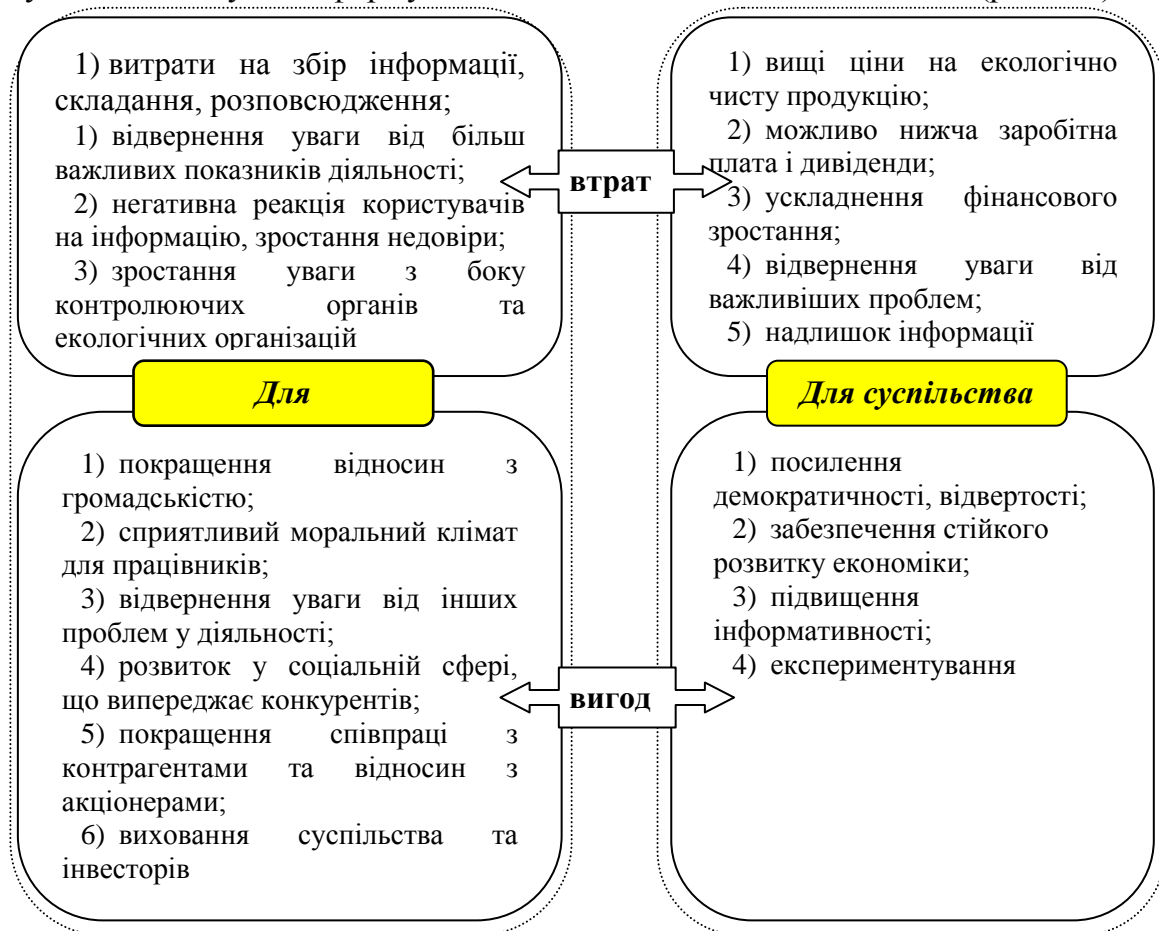 1) витрати на збір інформації,
складання, розповсюдження;
1) відвернення уваги від більш
важливих показників діяльності;
2) негативна реакція користувачів
на інформацію, зростання недовіри;
3) зростання уваги з боку
контролюючих органів та
екологічних організацій
втрат
1) вищі ціни на екологічно
чисту продукцію;
2) можливо нижча заробітна
плата і дивіденди;
3) ускладнення фінансового
зростання;
4) відвернення уваги від
важливіших проблем;
5) надлишок інформації
Для
Для суспільства
1) покращення відносин з
громадськістю;
2) сприятливий моральний клімат
для працівників;
3) відвернення уваги від інших
проблем у діяльності;
4) розвиток у соціальній сфері,
що випереджає конкурентів;
5) покращення співпраці з
контрагентами та відносин з
акціонерами;
6) виховання суспільства та
інвесторів
вигод
1) посилення
демократичності, відвертості;
2) забезпечення стійкого
розвитку економіки;
3) підвищення
інформативності;
4) експериментування